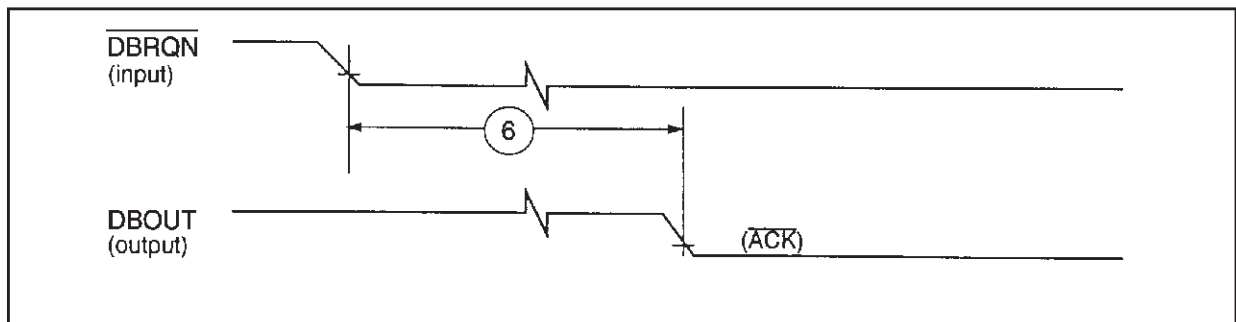 DBRQN
(input)
6
DBOUT
(output)
(ACK)